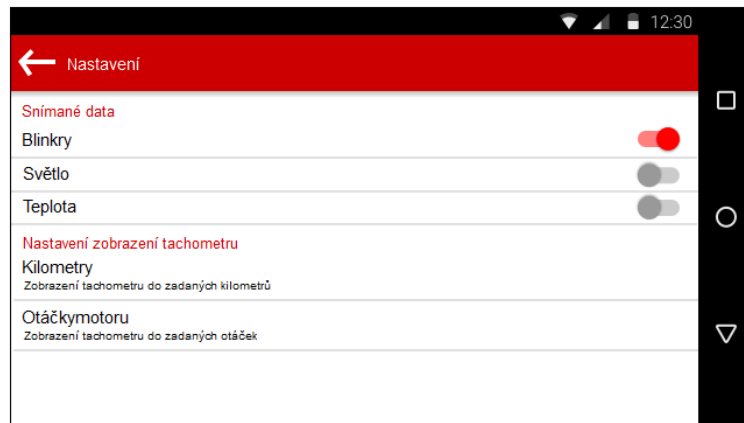 12:30
Nastavení
Snímané data
Blinkry
Světlo
Teplota
Nastavení zobrazení tachometru
Kilometry
Zobrazení tachometru do zadaných kilometrů
Otáčkymotoru
Zobrazení tachometru do zadaných otáček